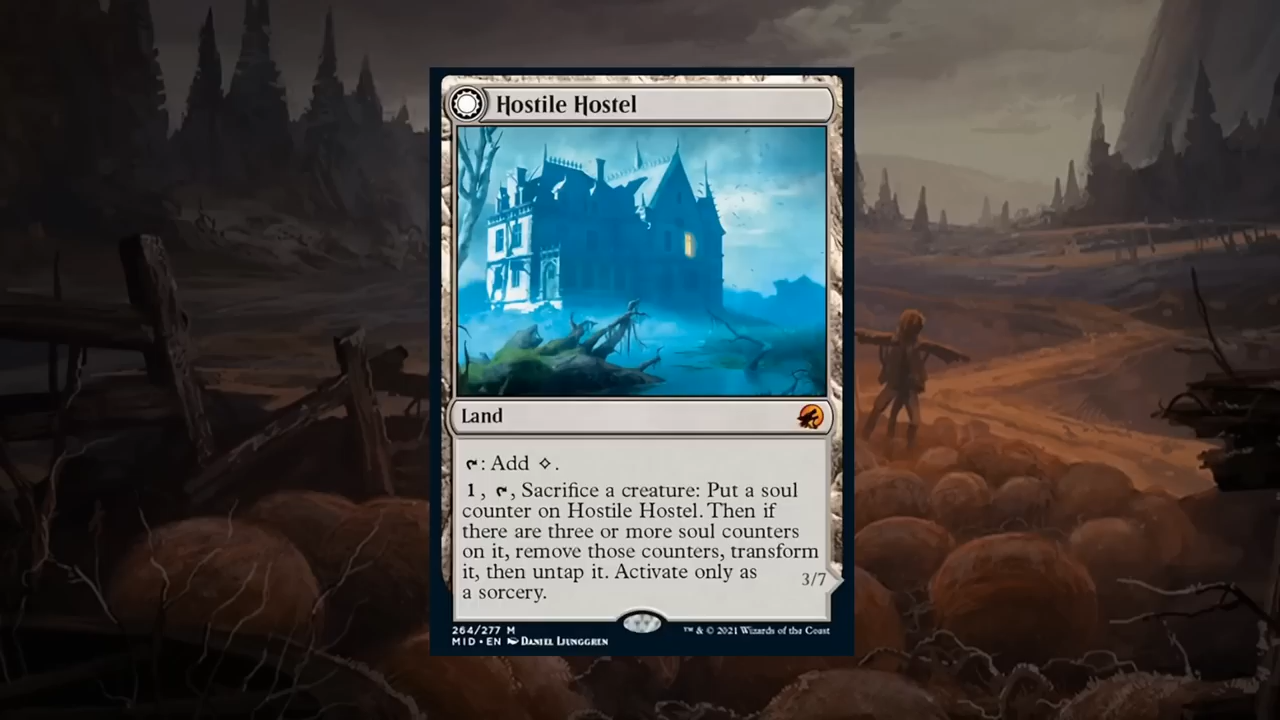 Hostile Hostel
Land
: Add .
1, , Sacrifice a creature: Put a soul
counter on Hostile Hostel. Then if
there are three or more soul counters
on it, remove those counters, transform
it, then untap it. Activate only as
a sorcery.
3/7
264/277 M
MID • EN DANIEL LJUNGGREN
™ & © 2021 Wizards of the Coast